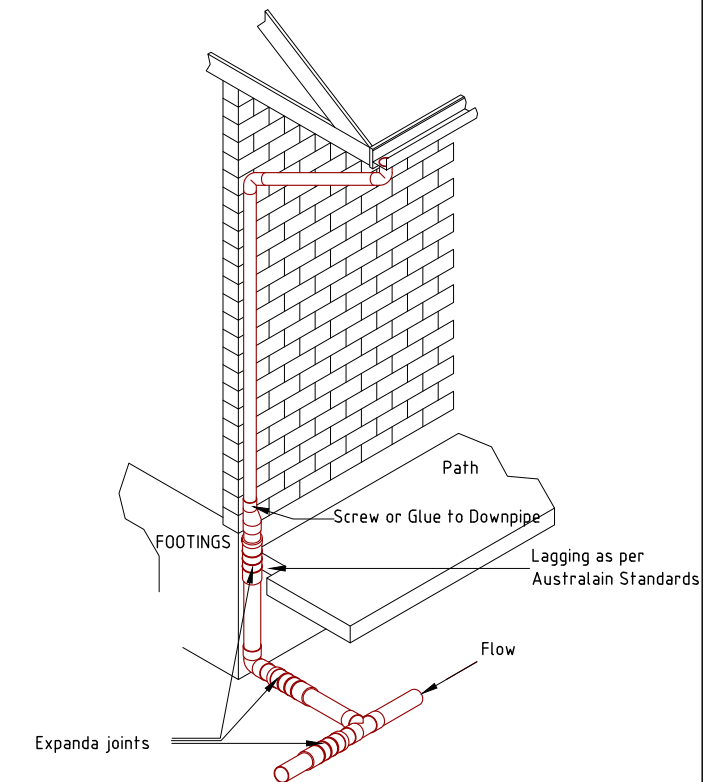 Path
Screw or Glue to Downpipe
FOOTINGS
Lagging as per
Australain Standards
Flow
Expanda joints